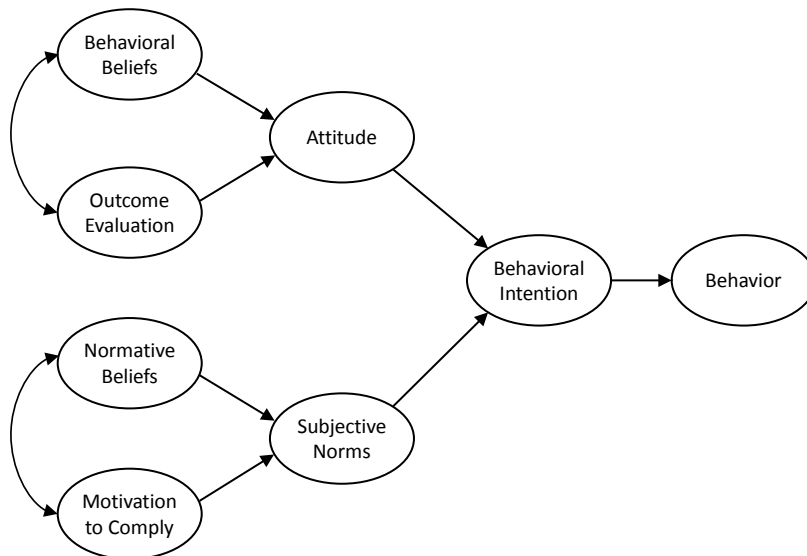 Behavioral
Beliefs
Attitude
Outcome
Evaluation
Behavioral
Intention
Behavior
Normative
Beliefs
Subjective
Norms
Motivation
to Comply